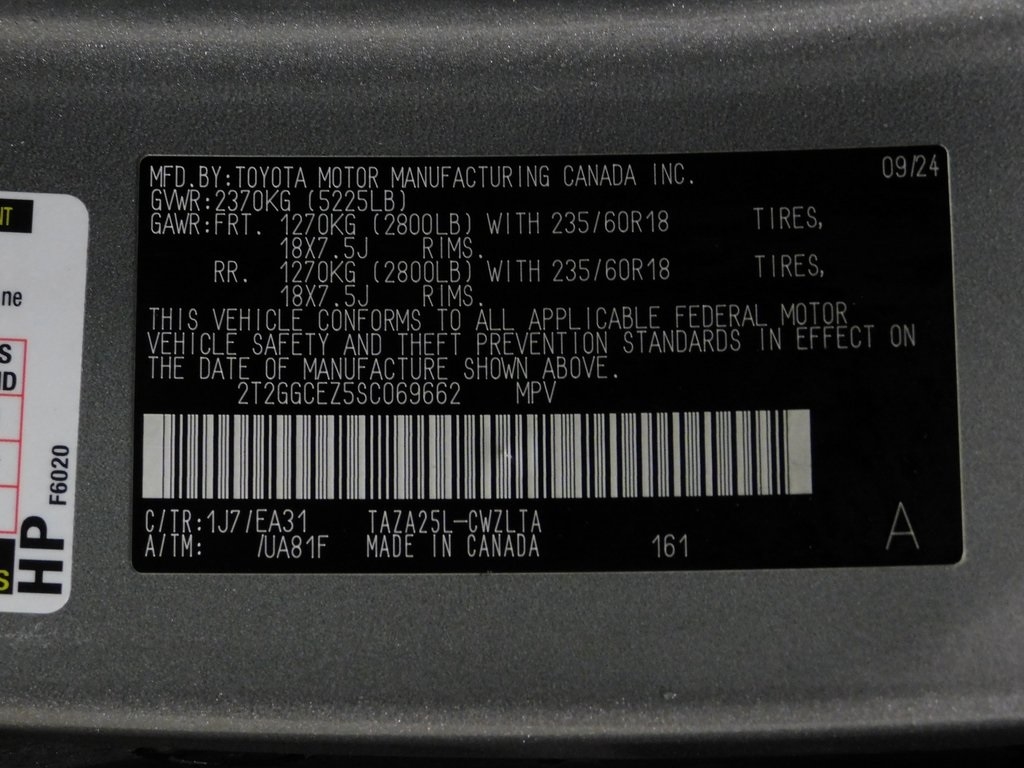 MFD.BY:TOYOTA MOTOR MANUFACTURING CANADA INC. 09/24
GVWR:2370KG (5225LB)
GAWR:FRT. 1270KG (2800LB) WITH 235/60R18 TIRES,
18X7.5J RIMS.
RR. 1270KG (2800LB) WITH 235/60R18 TIRES,
18X7.5J RIMS.
THIS VEHICLE CONFORMS TO ALL APPLICABLE FEDERAL MOTOR
VEHICLE SAFETY AND THEFT PREVENTION STANDARDS IN EFFECT ON
THE DATE OF MANUFACTURE SHOWN ABOVE.
2T2GGCEZ5SC069662 MPV
C/TR:1J7/EA31 TAZA25L-CWZLTA
A/TM: /UA81F MADE IN CANADA 161 A
HP F6020